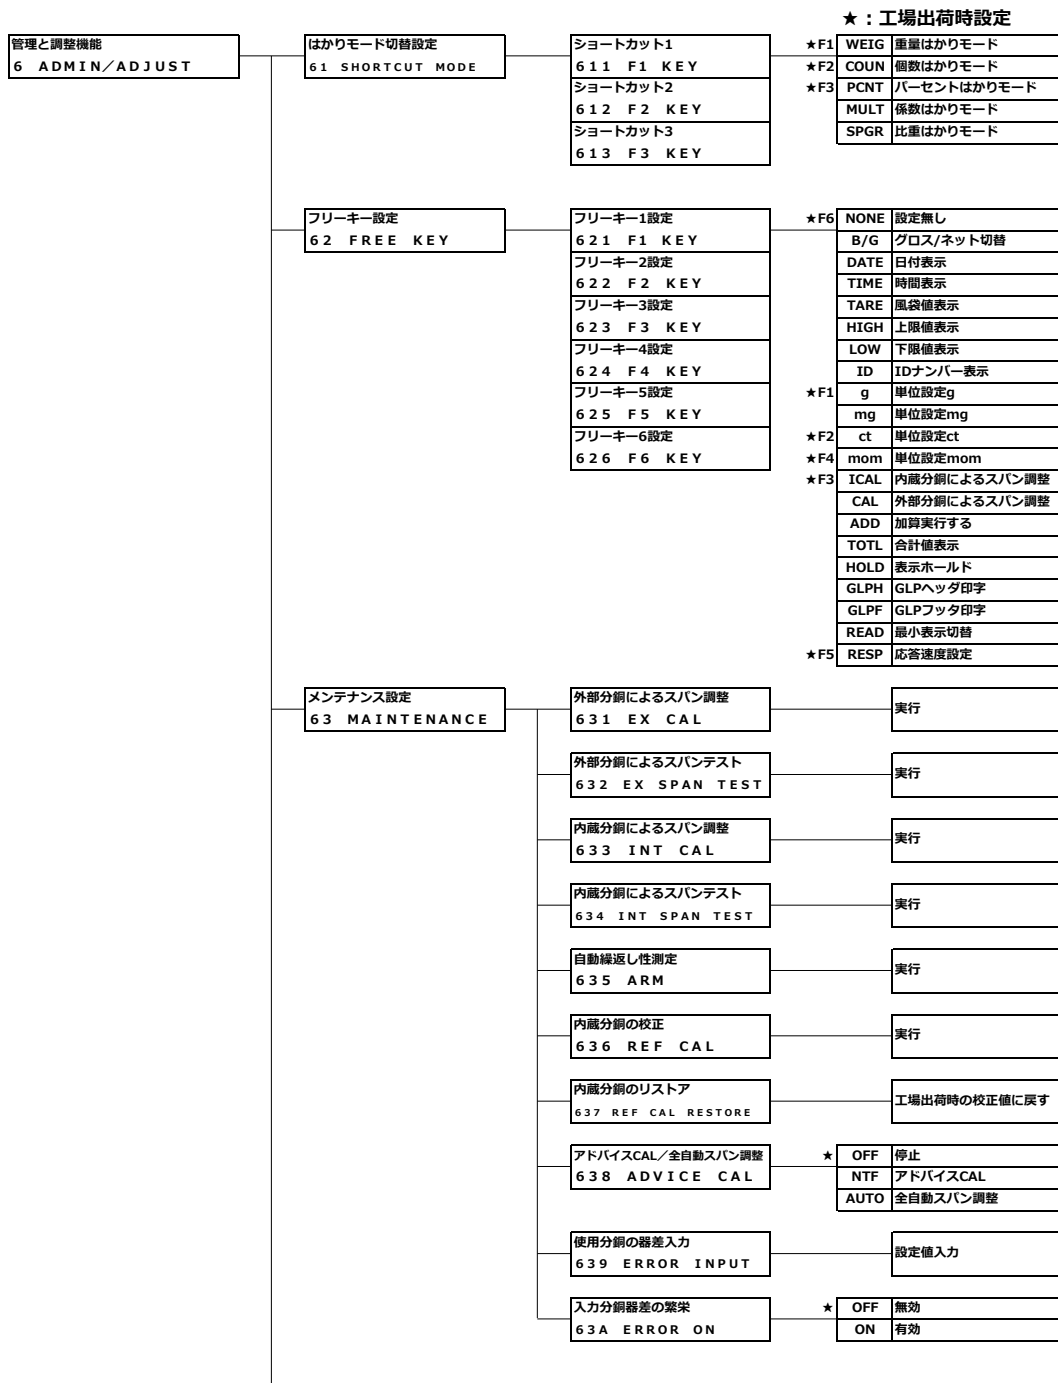 ★：工場出荷時設定
管理と調整機能
6 ADMIN／ADJUST
はかりモード切替設定
61 SHORTCUT MODE
ショートカット1
611 F1 KEY
ショートカット2
612 F2 KEY
ショートカット3
613 F3 KEY
★F1 WEIG 重量はかりモード
★F2 COUN 個数はかりモード
★F3 PCNT パーセントはかりモード
MULT 係数はかりモード
SPGR 比重はかりモード
フリーキー設定
62 FREE KEY
フリーキー1設定
621 F1 KEY
フリーキー2設定
622 F2 KEY
フリーキー3設定
623 F3 KEY
フリーキー4設定
624 F4 KEY
フリーキー5設定
625 F5 KEY
フリーキー6設定
626 F6 KEY
★F6 NONE 設定無し
B/G グロス/ネット切替
DATE 日付表示
TIME 時間表示
TARE 風袋値表示
HIGH 上限値表示
LOW 下限値表示
ID IDナンバー表示
★F1 g 単位設定g
mg 単位設定mg
★F2 ct 単位設定ct
★F4 mom 単位設定mom
★F3 ICAL 内蔵分銅によるスパン調整
CAL 外部分銅によるスパン調整
ADD 加算実行する
TOTL 合計値表示
HOLD 表示ホールド
GLPH GLPヘッダ印字
GLPF GLPフッタ印字
READ 最小表示切替
★F5 RESP 応答速度設定
メンテナンス設定
63 MAINTENANCE
外部分銅によるスパン調整
631 EX CAL
実行
外部分銅によるスパンテスト
632 EX SPAN TEST
実行
内蔵分銅によるスパン調整
633 INT CAL
実行
内蔵分銅によるスパンテスト
634 INT SPAN TEST
実行
自動繰返し性測定
635 ARM
実行
内蔵分銅の校正
636 REF CAL
実行
内蔵分銅のリストア
637 REF CAL RESTORE
工場出荷時の校正値に戻す
アドバイスCAL／全自動スパン調整
638 ADVICE CAL
★ OFF 停止
NTF アドバイスCAL
AUTO 全自動スパン調整
使用分銅の器差入力
639 ERROR INPUT
設定値入力
入力分銅器差の繁栄
63A ERROR ON
★ OFF 無効
ON 有効